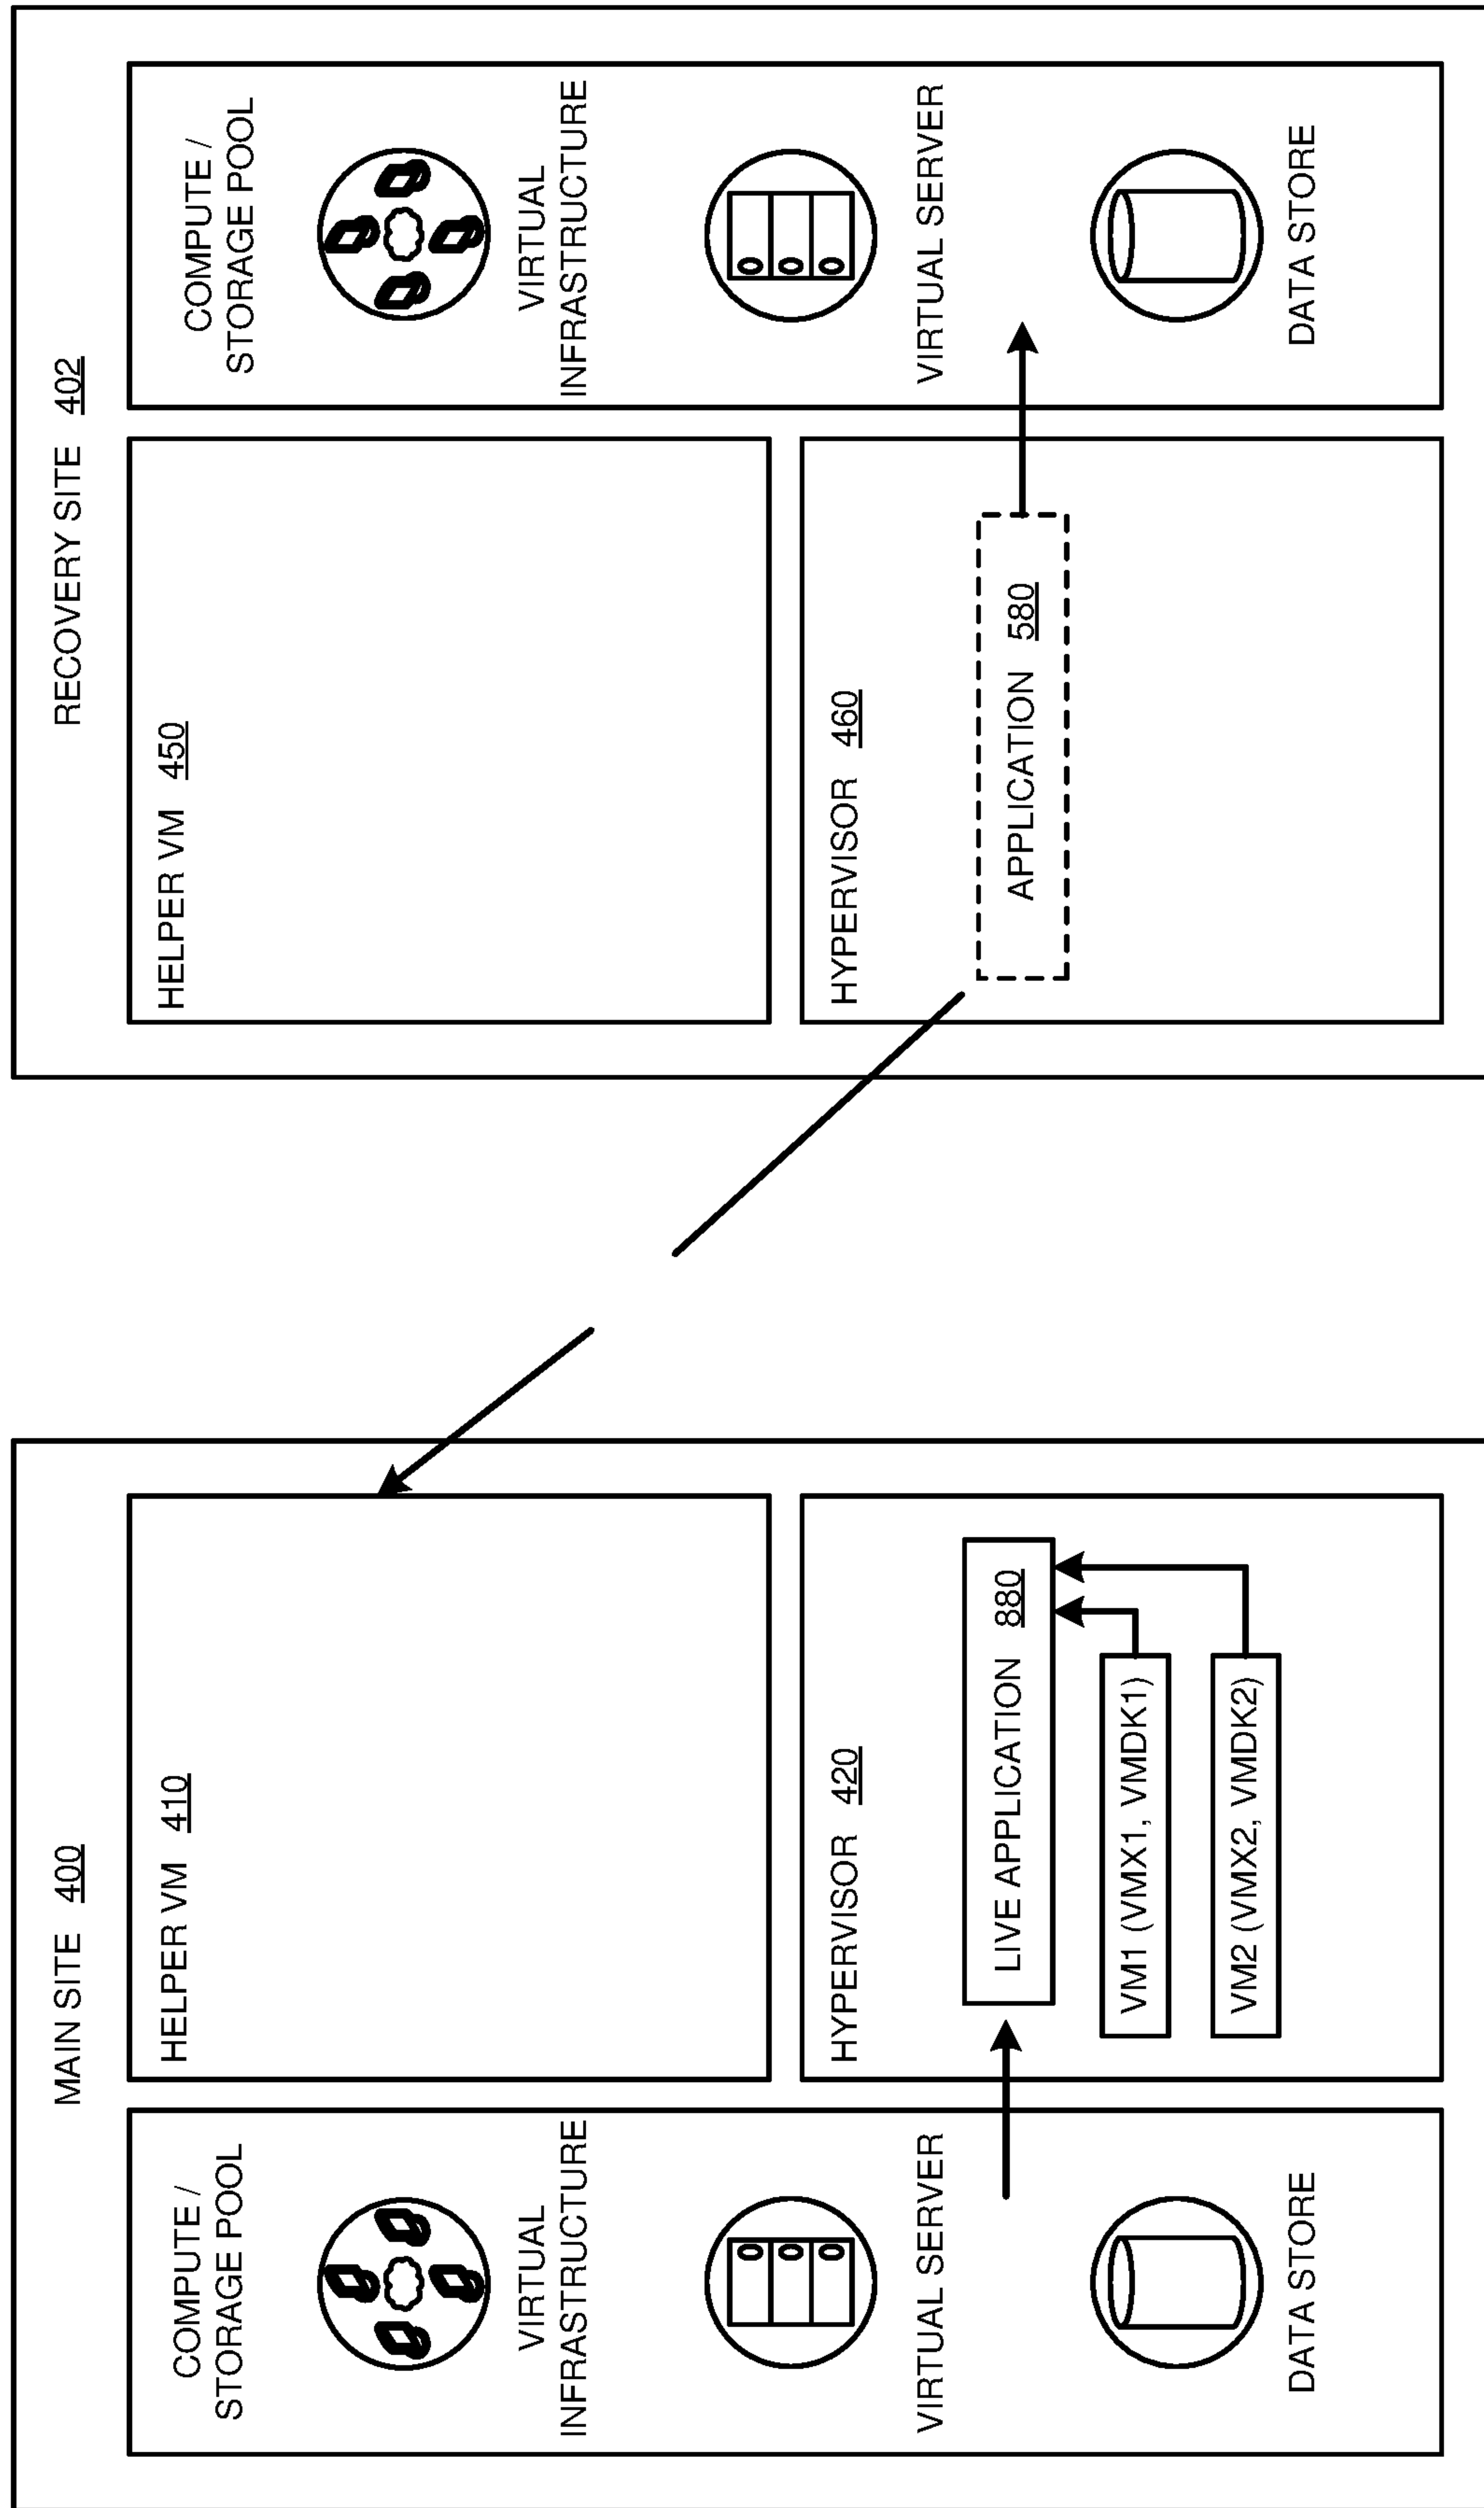 MAIN SITE 400
COMPUTE /
STORAGE POOL
VIRTUAL
INFRASTRUCTURE
VIRTUAL SERVER
DATA STORE
HELPER VM 410
HYPERVISOR 420
LIVE APPLICATION 880
VM1 (VMX1, VMDK1)
VM2 (VMX2, VMDK2)
RECOVERY SITE 402
HELPER VM 450
HYPERVISOR 460
APPLICATION 580
COMPUTE /
STORAGE POOL
VIRTUAL
INFRASTRUCTURE
VIRTUAL SERVER
DATA STORE